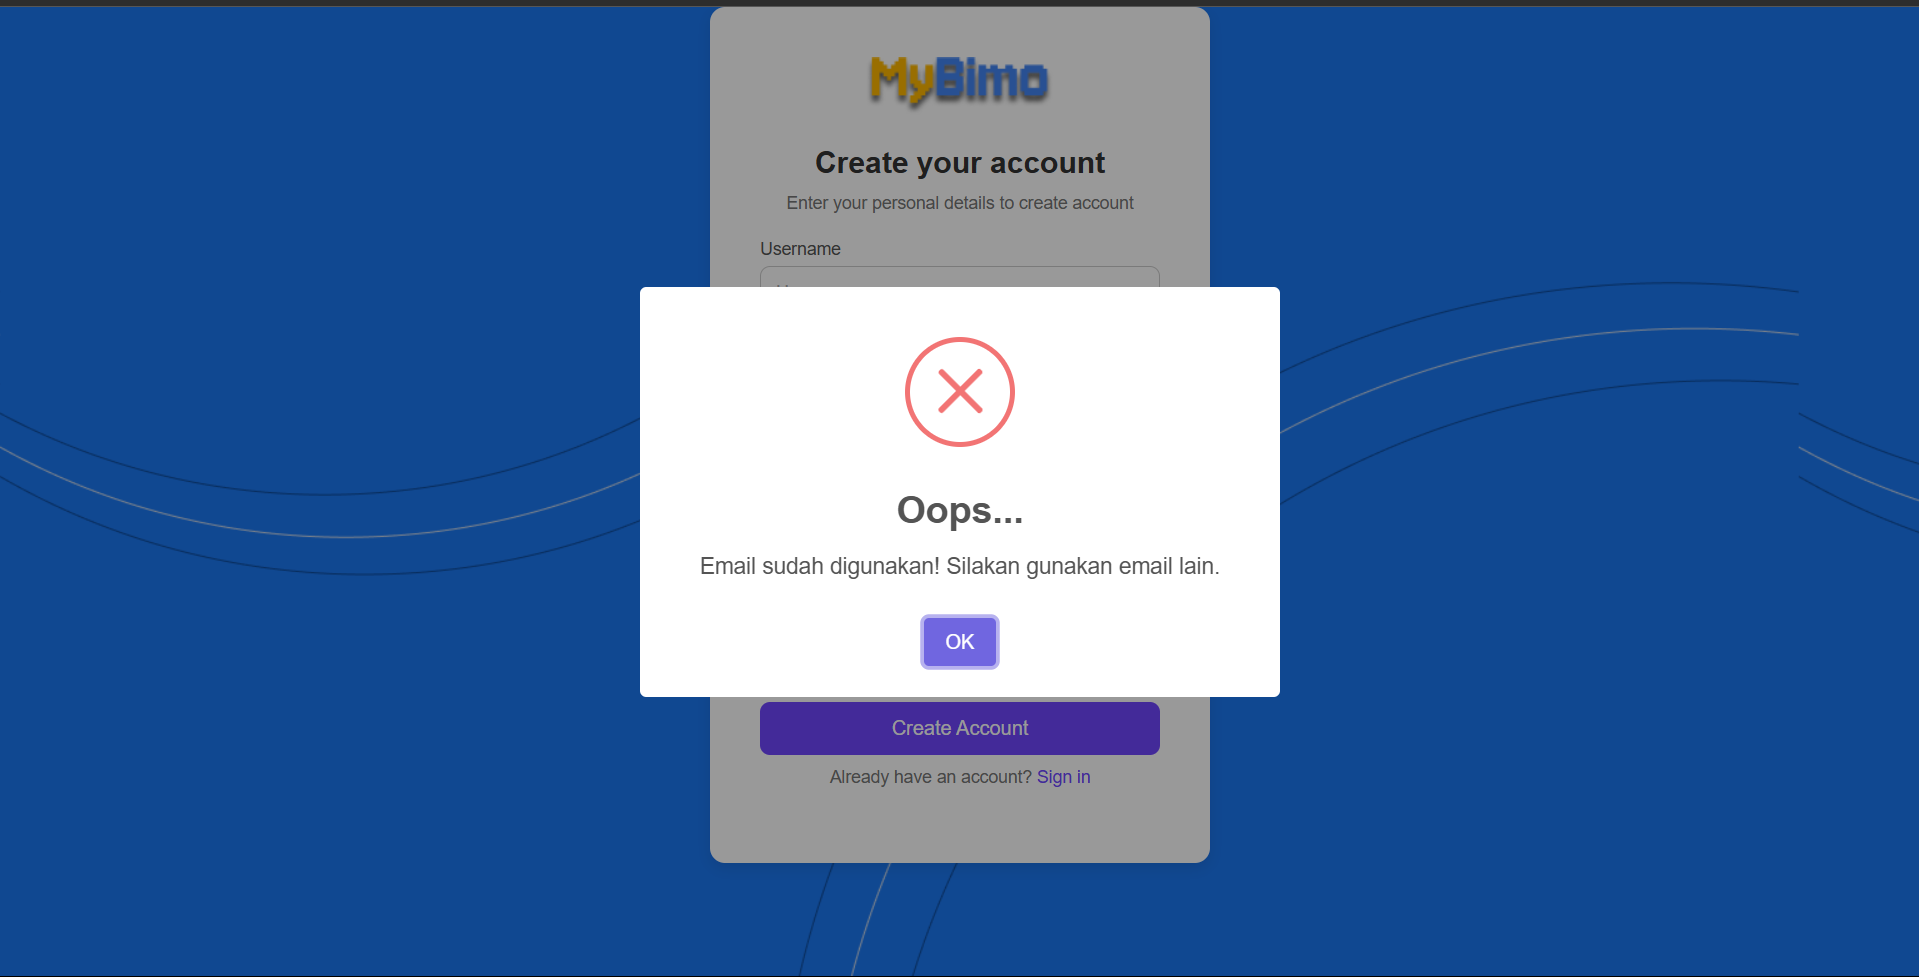 MyBimo
Create your account
Enter your personal details to create account
Username
Oops...
Email sudah digunakan! Silakan gunakan email lain.
OK
Create Account
Already have an account? Sign in